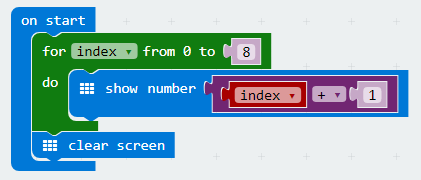 on start
for index from 0 to 8
do show number index + 1
clear screen